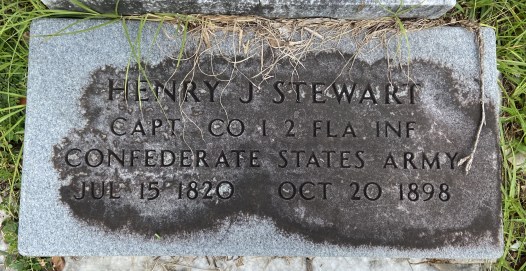 HENRY J STEWART
CAPT CO I 2 FLA INF
CONFEDERATE STATES ARMY
JUL 15 1820 OCT 20 1898